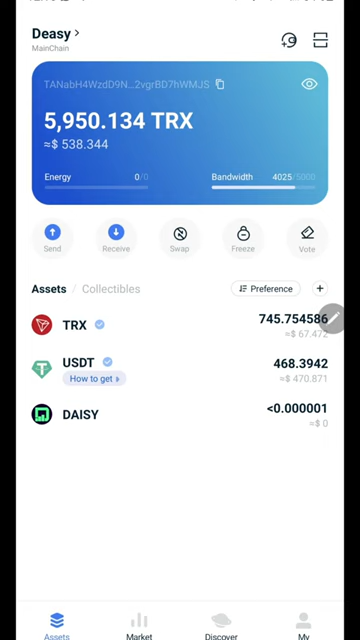 Deasy >
MainChain
TANabH4WzdD9N...2vgrBD7hWMJS
5,950.134 TRX
≈$ 538.344
Energy 0/0 Bandwidth 4025/5000
Send Receive Swap Freeze Vote
Assets / Collectibles Preference +
TRX 745.754586
≈$ 67.472
USDT 468.3942
How to get » ≈$ 470.871
DAISY <0.000001
≈$ 0
Assets Market Discover My